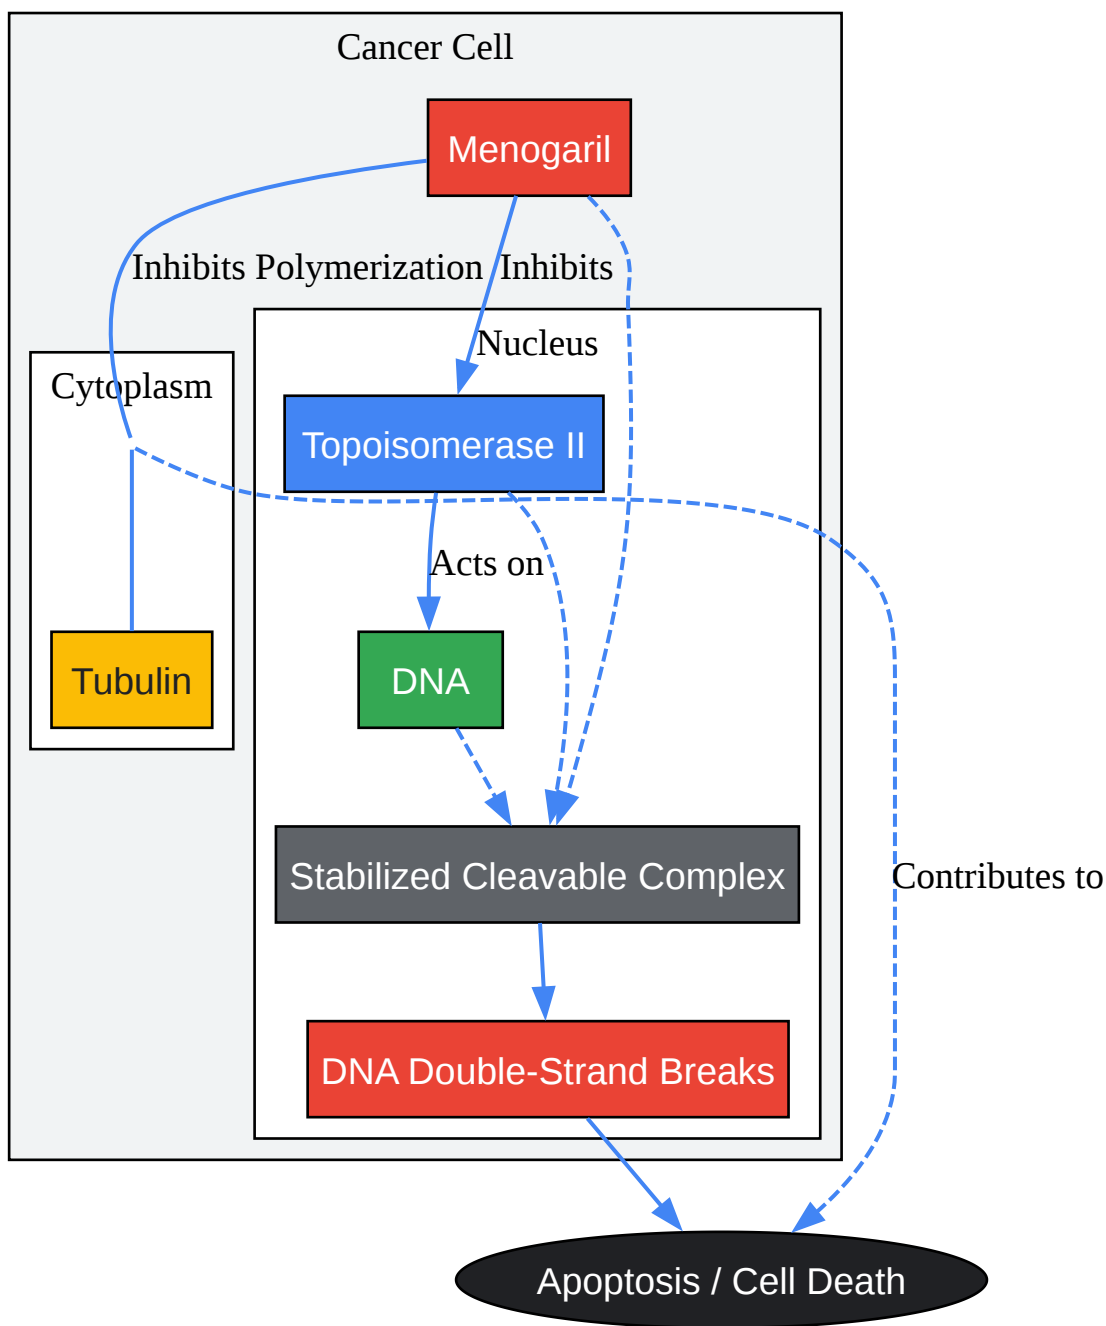 Cancer Cell
Menogaril
Inhibits Polymerization
Inhibits
Nucleus
Cytoplasm
Topoisomerase II
Acts on
Tubulin
DNA
Stabilized Cleavable Complex
Contributes to
DNA Double-Strand Breaks
Apoptosis / Cell Death